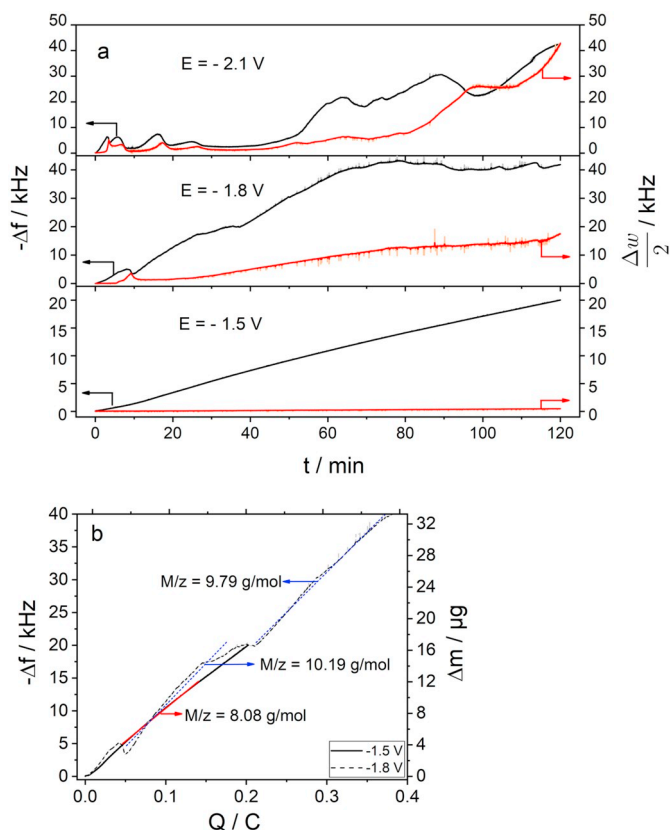 a
E = - 2.1 V
50
40
30
20
10
0
50
40
30
20
10
0
E = - 1.8 V
40
30
20
10
0
40
30
20
10
0
E = - 1.5 V
20
15
10
5
0
20
15
10
5
0
-Δf / kHz
Δw/2 / kHz
0 20 40 60 80 100 120
t / min
b
40
35
30
25
20
15
10
5
0
-Δf / kHz
32
28
24
20
16
12
8
4
0
Δm / µg
M/z = 9.79 g/mol
M/z = 10.19 g/mol
M/z = 8.08 g/mol
-1.5 V
-1.8 V
0.0 0.1 0.2 0.3 0.4
Q / C